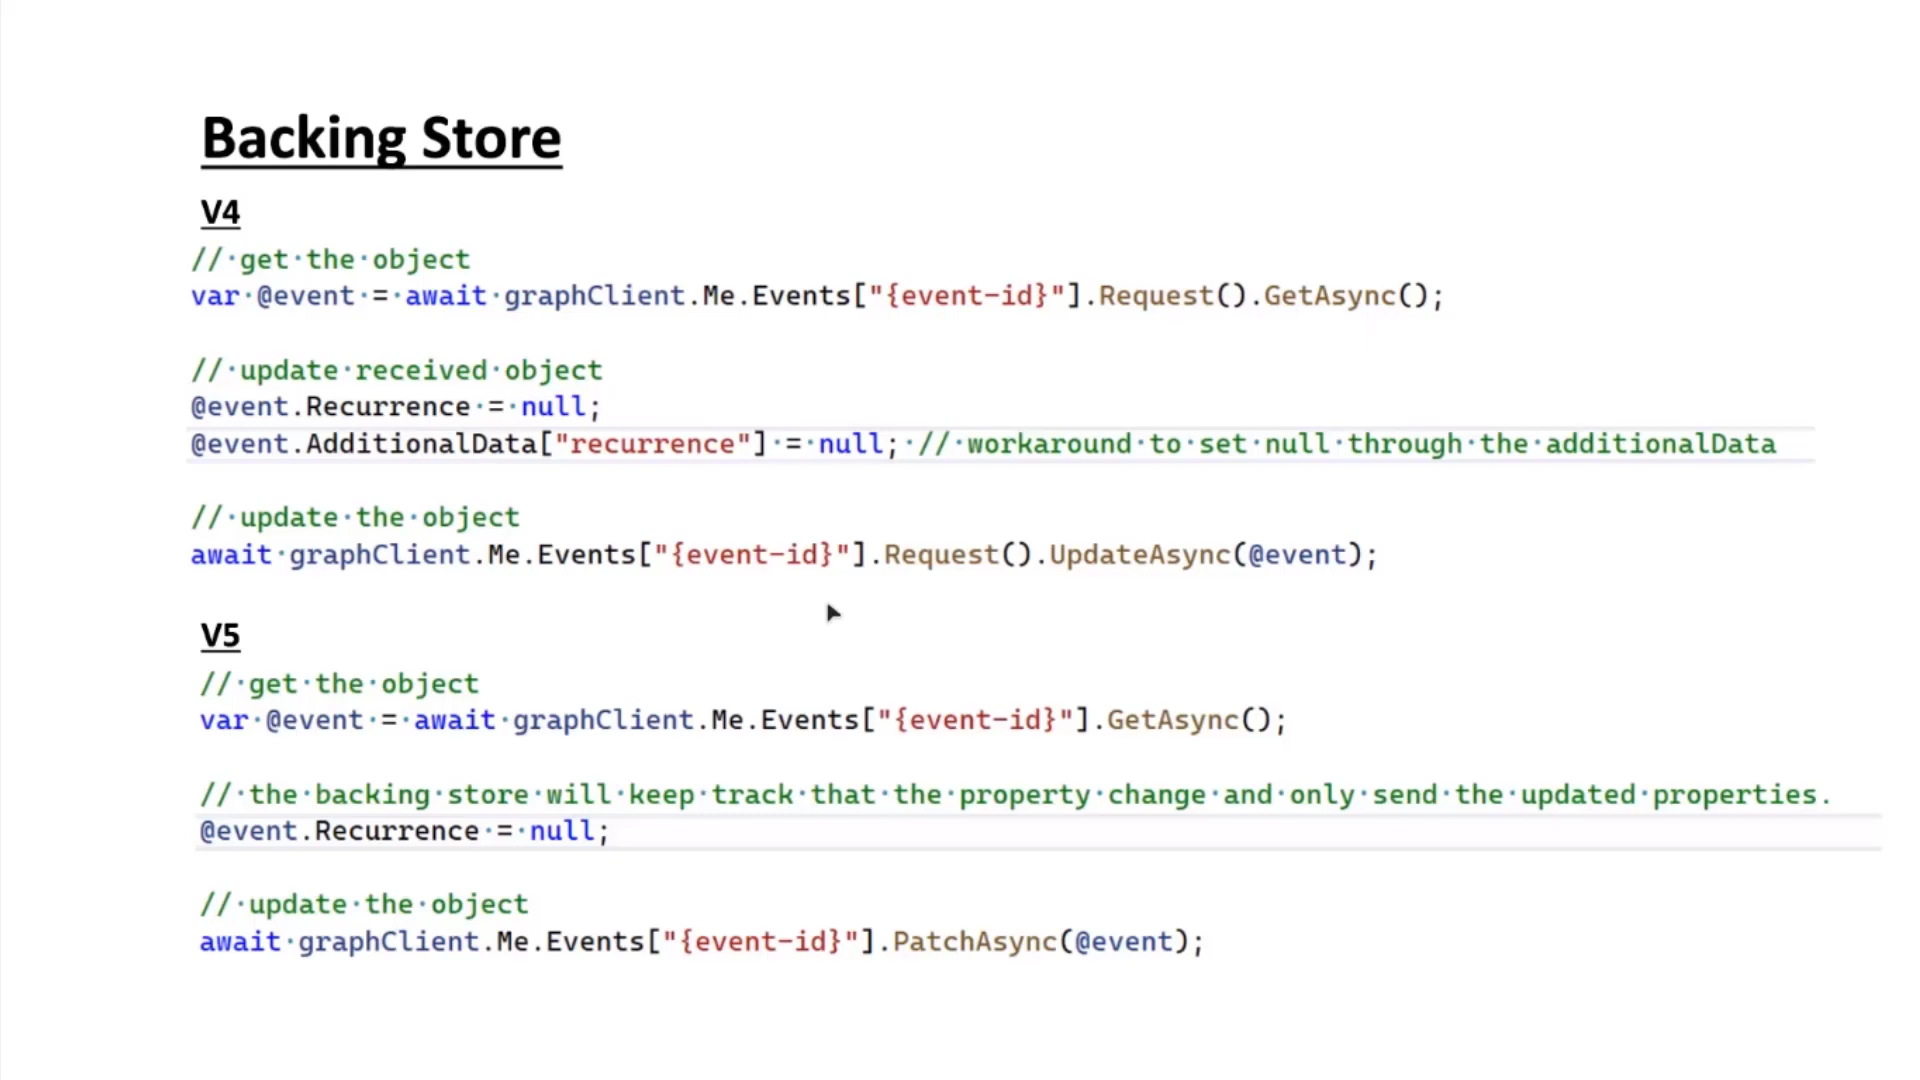 Backing Store
V4
// get the object
var @event = await graphClient.Me.Events["{event-id}"].Request().GetAsync();
// update received object
@event.Recurrence = null;
@event.AdditionalData["recurrence"] = null; // workaround to set null through the additionalData
// update the object
await graphClient.Me.Events["{event-id}"].Request().UpdateAsync(@event);
V5
// get the object
var @event = await graphClient.Me.Events["{event-id}"].GetAsync();
// the backing store will keep track that the property change and only send the updated properties.
@event.Recurrence = null;
// update the object
await graphClient.Me.Events["{event-id}"].PatchAsync(@event);